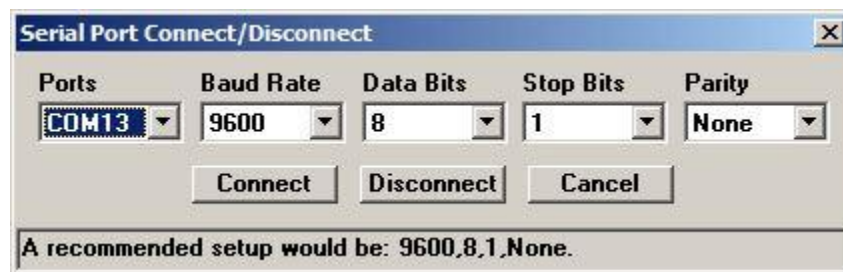 Serial Port Connect/Disconnect
Ports Baud Rate Data Bits Stop Bits Parity
COM13 9600 8 1 None
Connect Disconnect Cancel
A recommended setup would be: 9600,8,1,None.